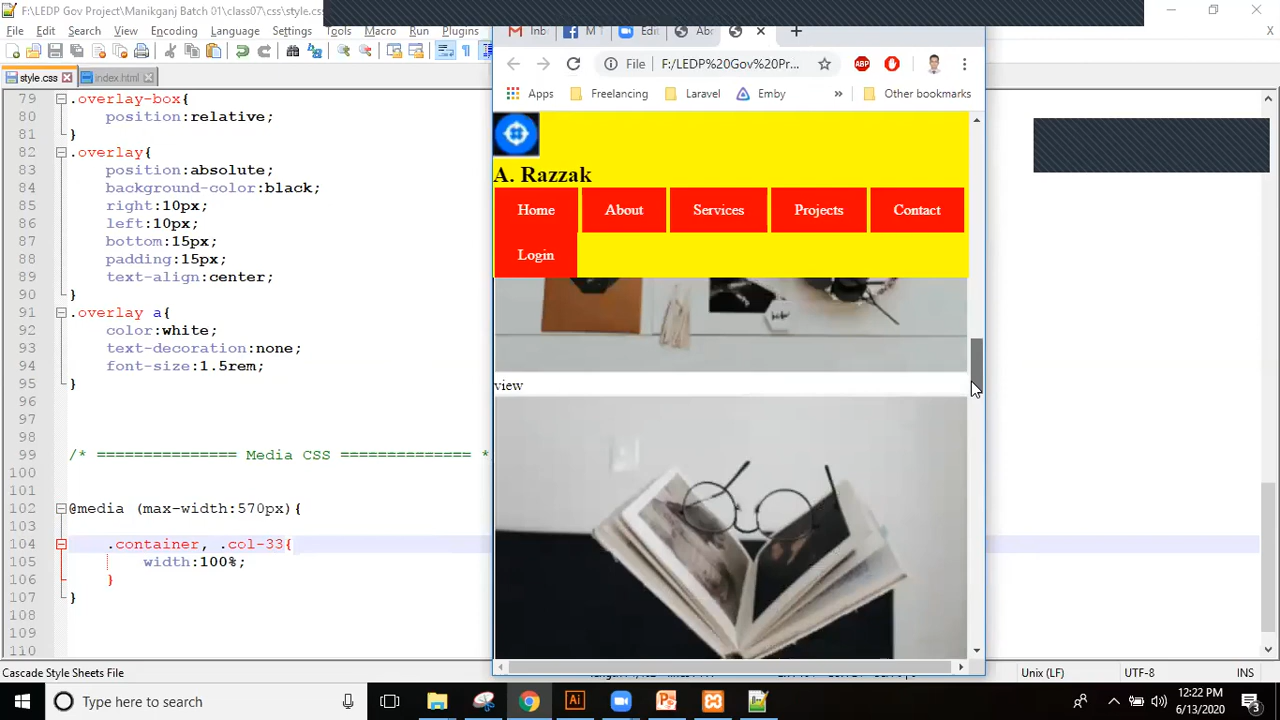 F:\LEDP Gov Project\Manikganj Batch 01\class07\css\style.css
File Edit Search View Encoding Language Settings Tools Macro Run Plugins
X
style.css index.html
79 .overlay-box{
80 position:relative;
81 }
82 .overlay{
83 position:absolute;
84 background-color:black;
85 right:10px;
86 left:10px;
87 bottom:15px;
88 padding:15px;
89 text-align:center;
90 }
91 .overlay a{
92 color:white;
93 text-decoration:none;
94 font-size:1.5rem;
95 }
96
97
98
99 /* =============== Media CSS ============== *
100
101
102 @media (max-width:570px){
103
104 .container, .col-33{
105 width:100%;
106 }
107 }
108
109
110
Inb M Edi Abo
File F:/LEDP%20Gov%20Pr... ABP
Apps Freelancing Laravel Emby » Other bookmarks
A. Razzak
Home About Services Projects Contact
Login
view
Cascade Style Sheets File Unix (LF) UTF-8 INS
Type here to search
12:22 PM
6/13/2020
3